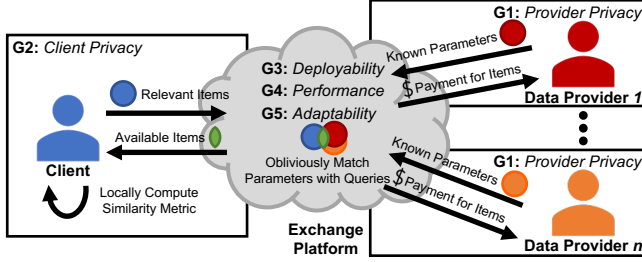 G2: Client Privacy
Relevant Items
Available Items
Client
Locally Compute
Similarity Metric
G3: Deployability
G4: Performance
G5: Adaptability
Obliviously Match
Parameters with Queries
Exchange
Platform
G1: Provider Privacy
Known Parameters
$ Payment for Items
Data Provider 1
G1: Provider Privacy
Known Parameters
$ Payment for Items
Data Provider n